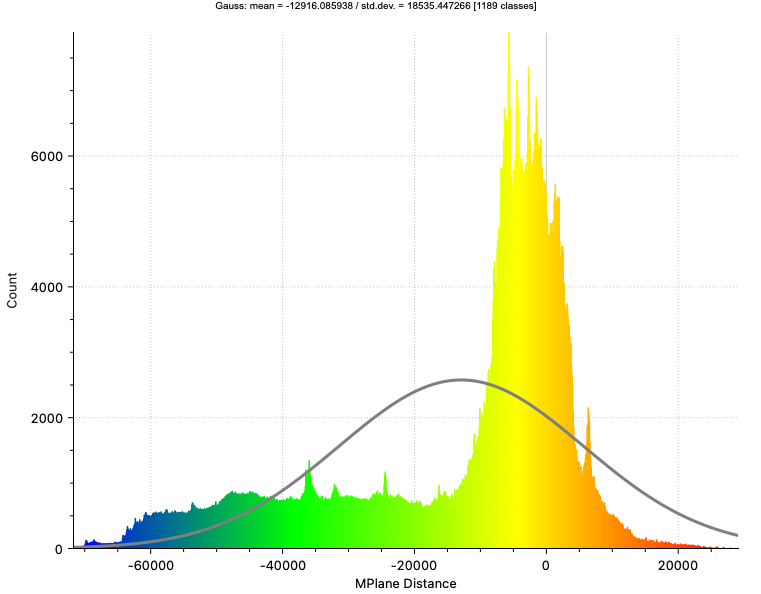 Gauss: mean = -12916.085938 / std.dev. = 18535.447266 [1189 classes]
6000
4000
2000
0
Count
-60000 -40000 -20000 0 20000
MPlane Distance